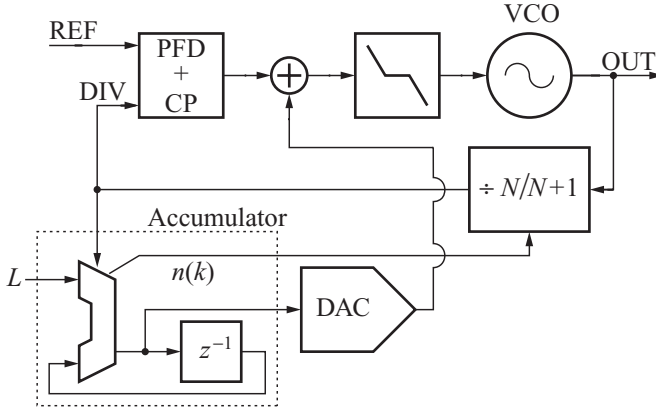 VCO
REF
PFD
+
CP
OUT
DIV
÷ N/N+1
Accumulator
L
n(k)
DAC
z⁻¹